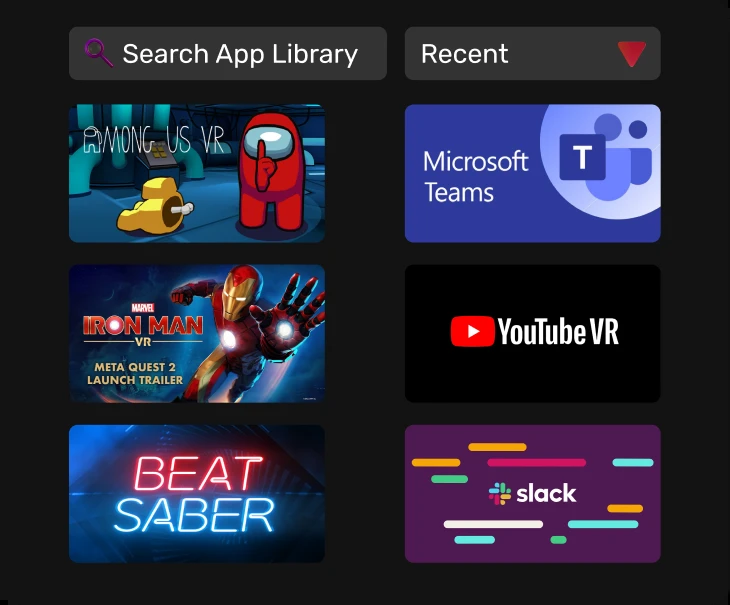 Search App Library
Recent
AMONG US VR
Microsoft
Teams
T
MARVEL
IRON MAN
VR
META QUEST 2
LAUNCH TRAILER
YouTube VR
BEAT
SABER
slack